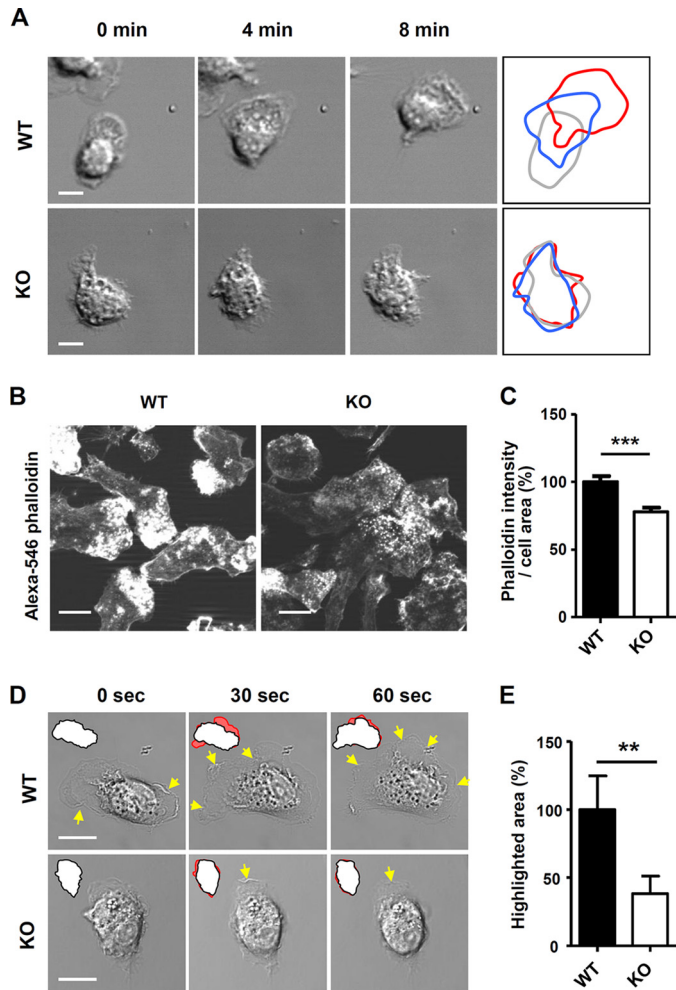 A
0 min 4 min 8 min
WT
KO
B
WT KO
Alexa-546 phalloidin
C
Phalloidin intensity
/ cell area (%)
150
100
50
0
***
WT KO
D
0 sec 30 sec 60 sec
WT
KO
E
Highlighted area (%)
150
100
50
0
**
WT KO